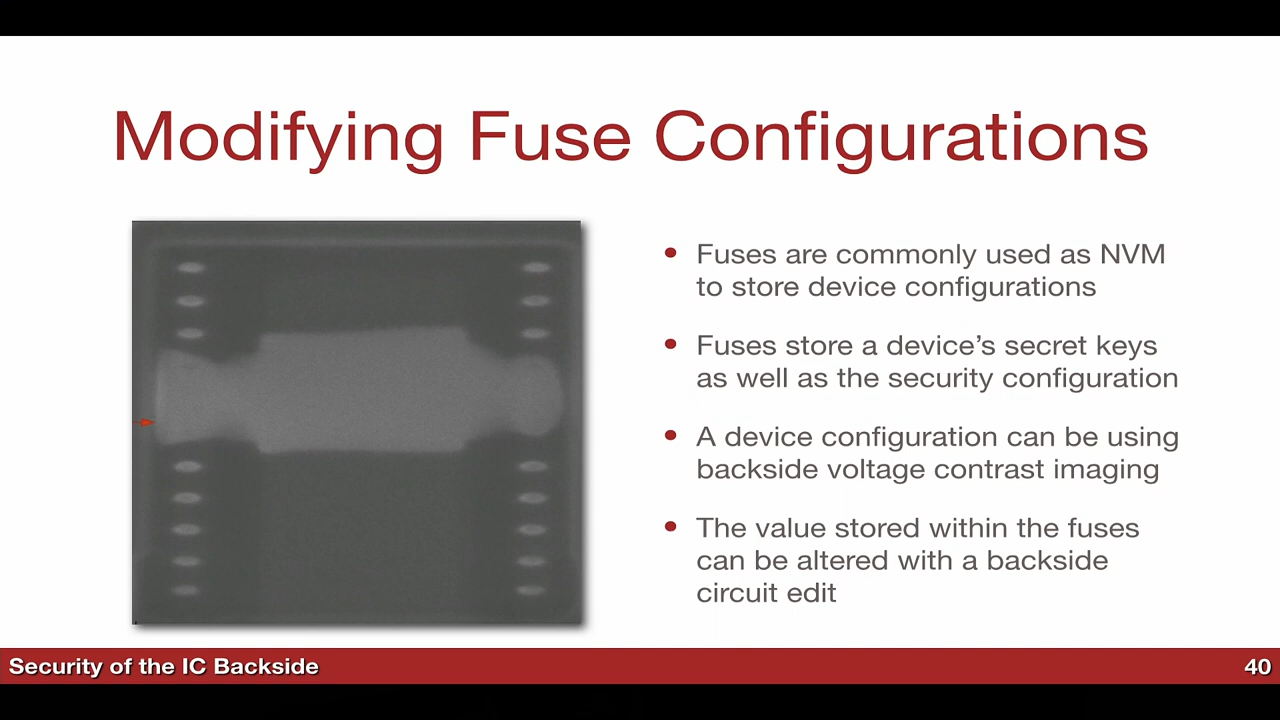 Modifying Fuse Configurations
• Fuses are commonly used as NVM
to store device configurations
• Fuses store a device’s secret keys
as well as the security configuration
• A device configuration can be using
backside voltage contrast imaging
• The value stored within the fuses
can be altered with a backside
circuit edit
Security of the IC Backside
40